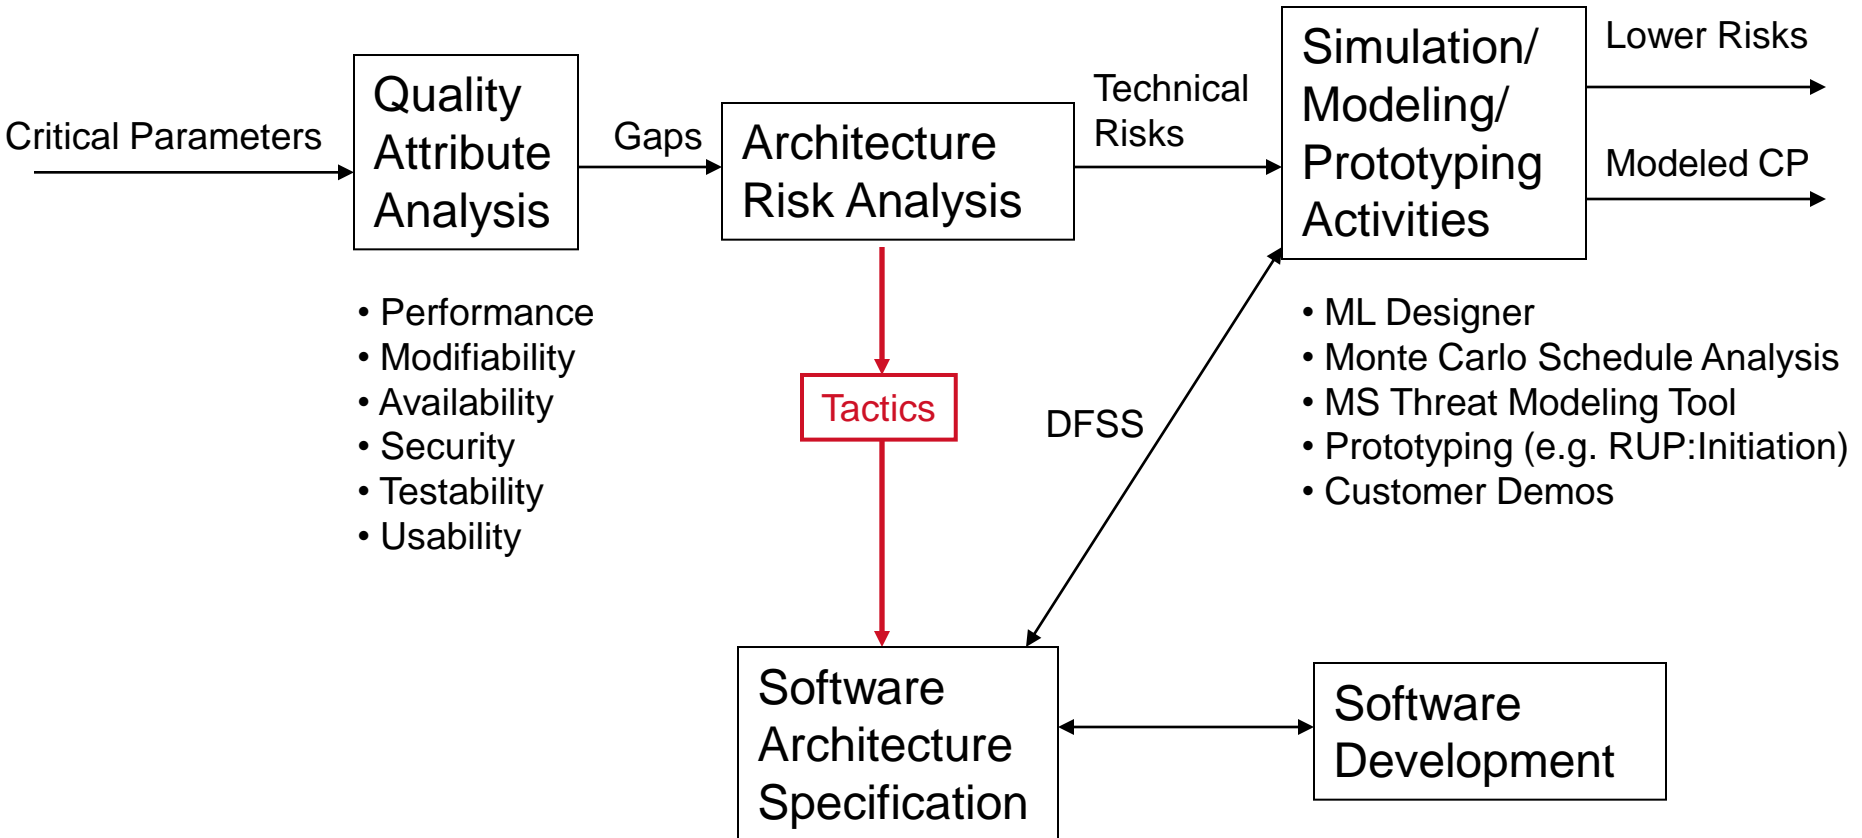 Critical Parameters
Quality
Attribute
Analysis
Gaps
Architecture
Risk Analysis
Technical
Risks
Simulation/
Modeling/
Prototyping
Activities
Lower Risks
Modeled CP
• Performance
• Modifiability
• Availability
• Security
• Testability
• Usability
Tactics
DFSS
• ML Designer
• Monte Carlo Schedule Analysis
• MS Threat Modeling Tool
• Prototyping (e.g. RUP:Initiation)
• Customer Demos
Software
Architecture
Specification
Software
Development